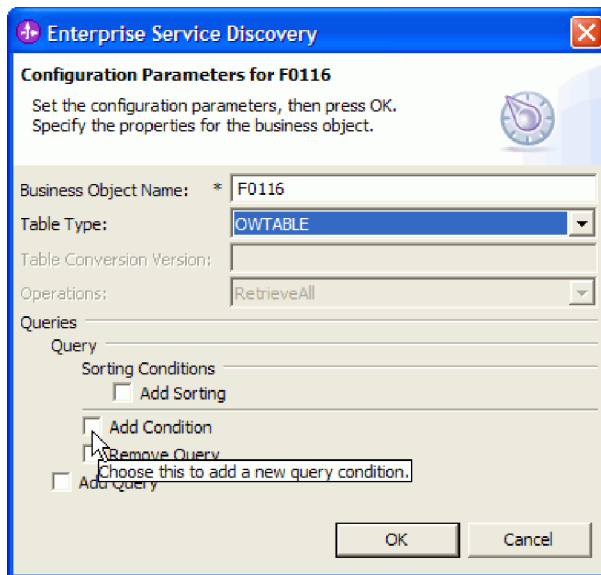 Enterprise Service Discovery
Configuration Parameters for F0116
Set the configuration parameters, then press OK.
Specify the properties for the business object.
Business Object Name: * F0116
Table Type: OWTABLE
Table Conversion Version:
Operations: RetrieveAll
Queries
Query
Sorting Conditions
Add Sorting
Add Condition
Remove Query
Choose this to add a new query condition.
Add Query
OK Cancel